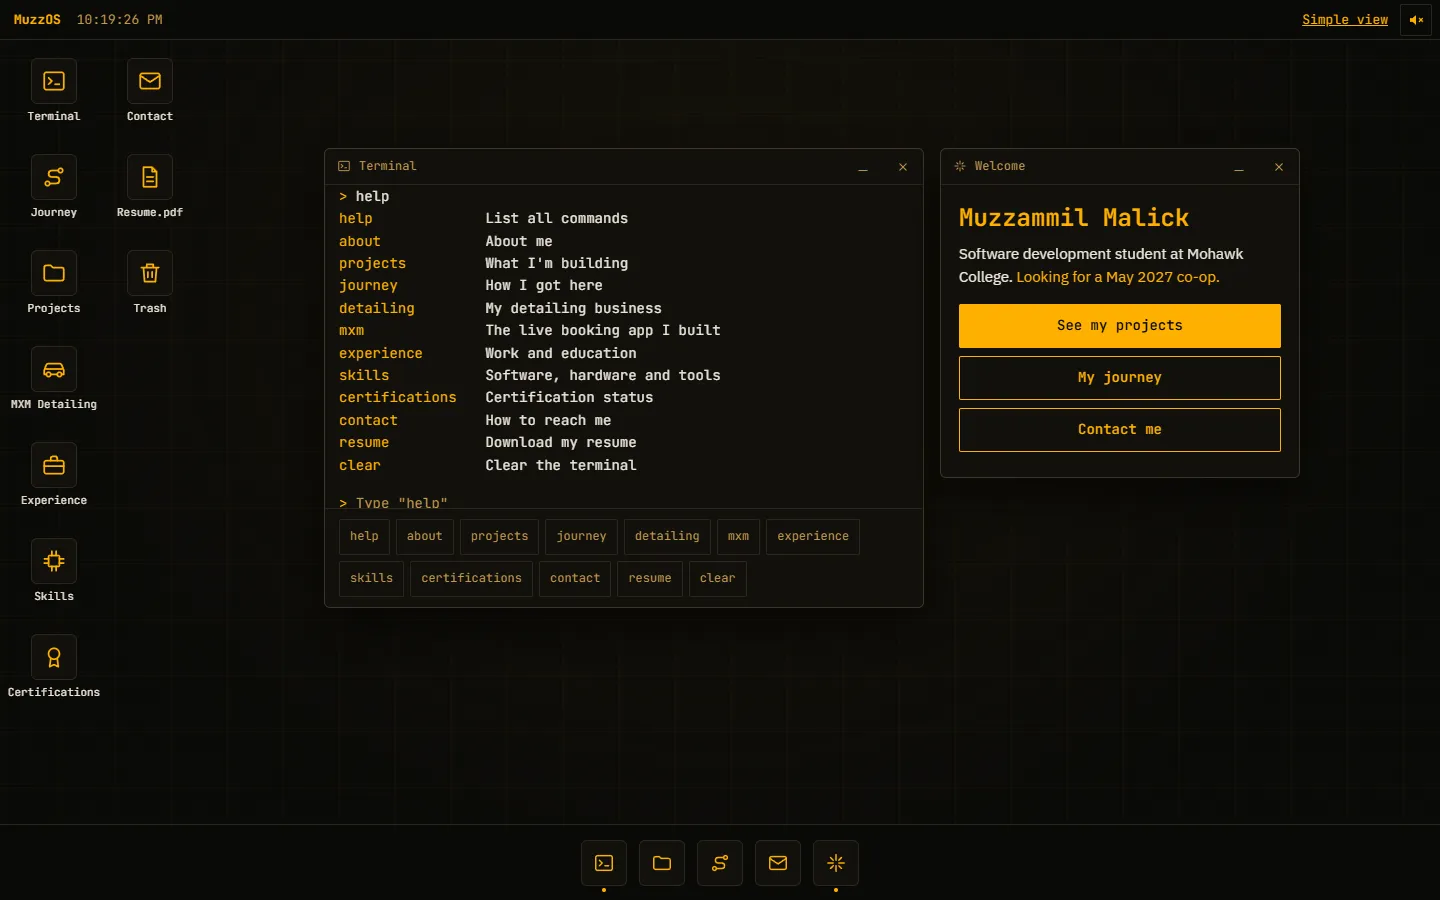 MuzzOS 10:19:26 PM Simple view
Terminal
Contact
Journey
Resume.pdf
Projects
Trash
MXM Detailing
Experience
Skills
Certifications
Terminal
> help
help List all commands
about About me
projects What I'm building
journey How I got here
detailing My detailing business
mxm The live booking app I built
experience Work and education
skills Software, hardware and tools
certifications Certification status
contact How to reach me
resume Download my resume
clear Clear the terminal
> Type "help"
help about projects journey detailing mxm experience
skills certifications contact resume clear
Welcome
Muzzammil Malick
Software development student at Mohawk
College. Looking for a May 2027 co-op.
See my projects
My journey
Contact me